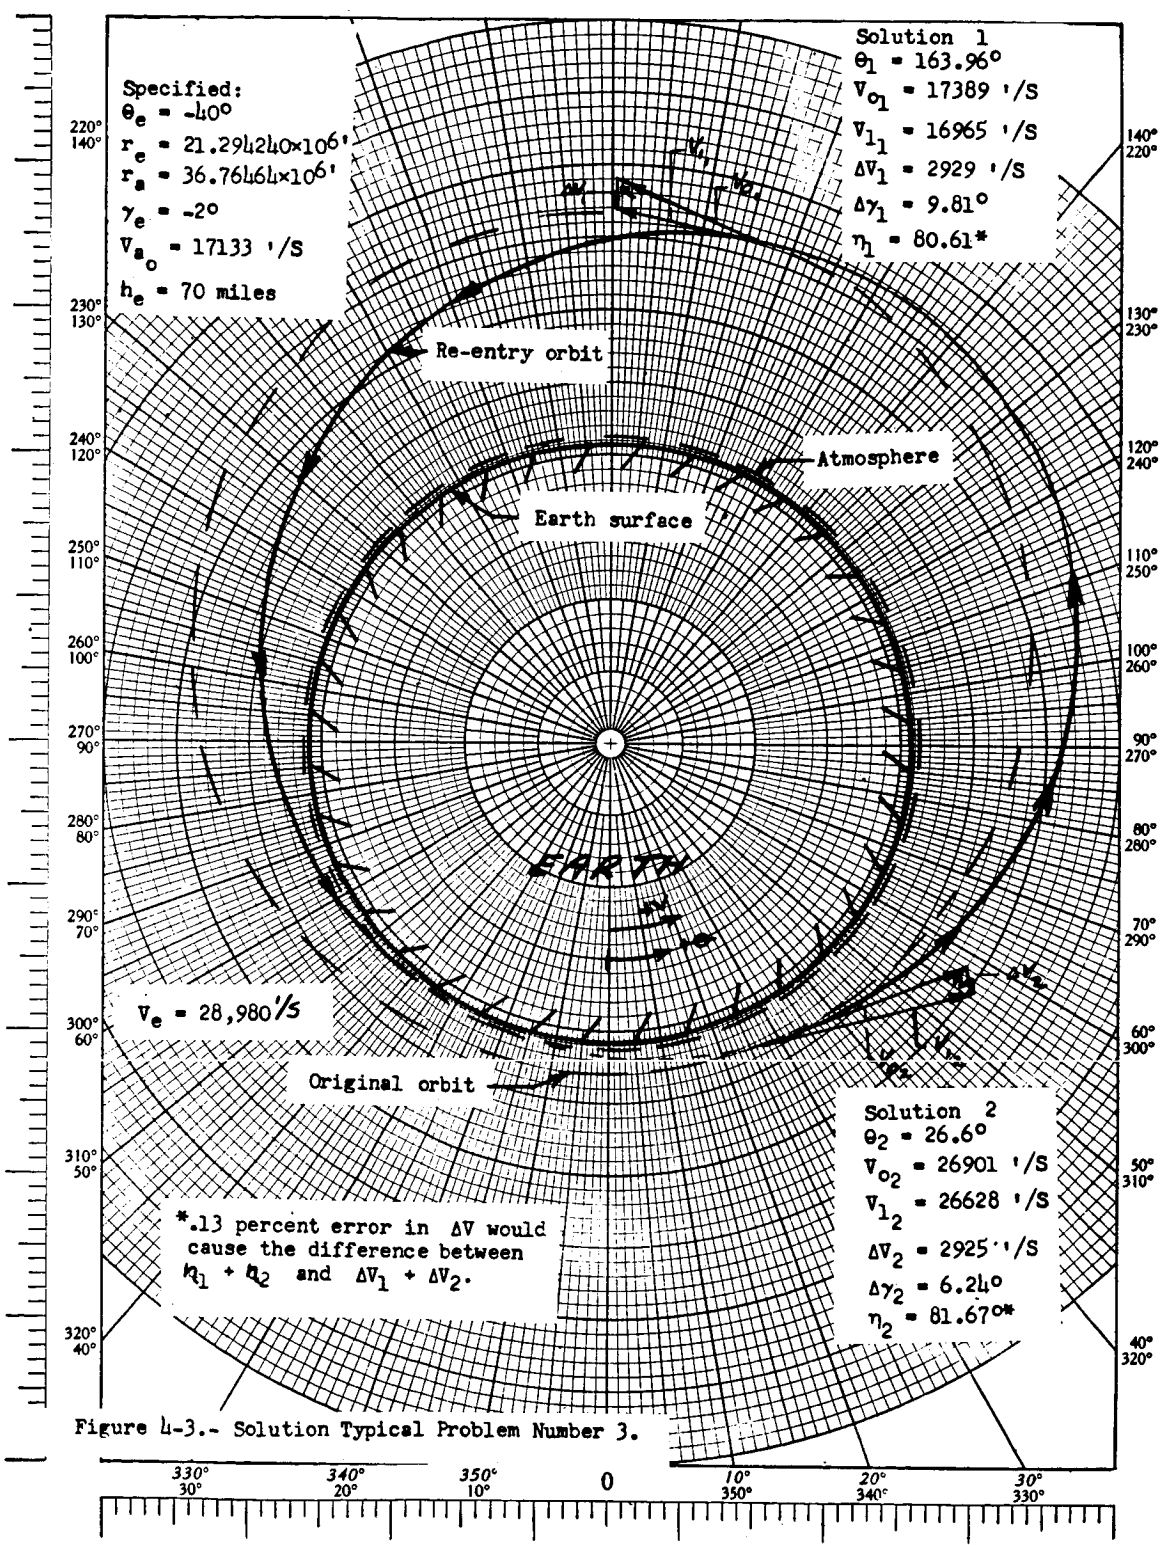 Specified:
θe = -40°
re = 21.294240×10⁶'
ra = 36.76464×10⁶'
γe = -2°
Vao = 17133 '/S
he = 70 miles
Solution 1
θ1 = 163.96°
Vo1 = 17389 '/S
V11 = 16965 '/S
ΔV1 = 2929 '/S
Δγ1 = 9.81°
η1 = 80.61*
220°
140°
140°
220°
ΔV1
230°
130°
130°
230°
Re-entry orbit
240°
120°
120°
240°
Atmosphere
Earth surface
250°
110°
110°
250°
260°
100°
100°
260°
270°
90°
90°
270°
280°
80°
80°
280°
EARTH
290°
70°
70°
290°
+V
+θ
ΔV2
Ve = 28,980'/S
300°
60°
60°
300°
Original orbit
Solution 2
θ2 = 26.6°
Vo2 = 26901 '/S
V12 = 26628 '/S
ΔV2 = 2925 '/S
Δγ2 = 6.24°
η2 = 81.67°*
310°
50°
50°
310°
*.13 percent error in ΔV would
cause the difference between
η1 + η2 and ΔV1 + ΔV2.
320°
40°
40°
320°
Figure 4-3.- Solution Typical Problem Number 3.
330°
30°
340°
20°
350°
10°
0
10°
350°
20°
340°
30°
330°